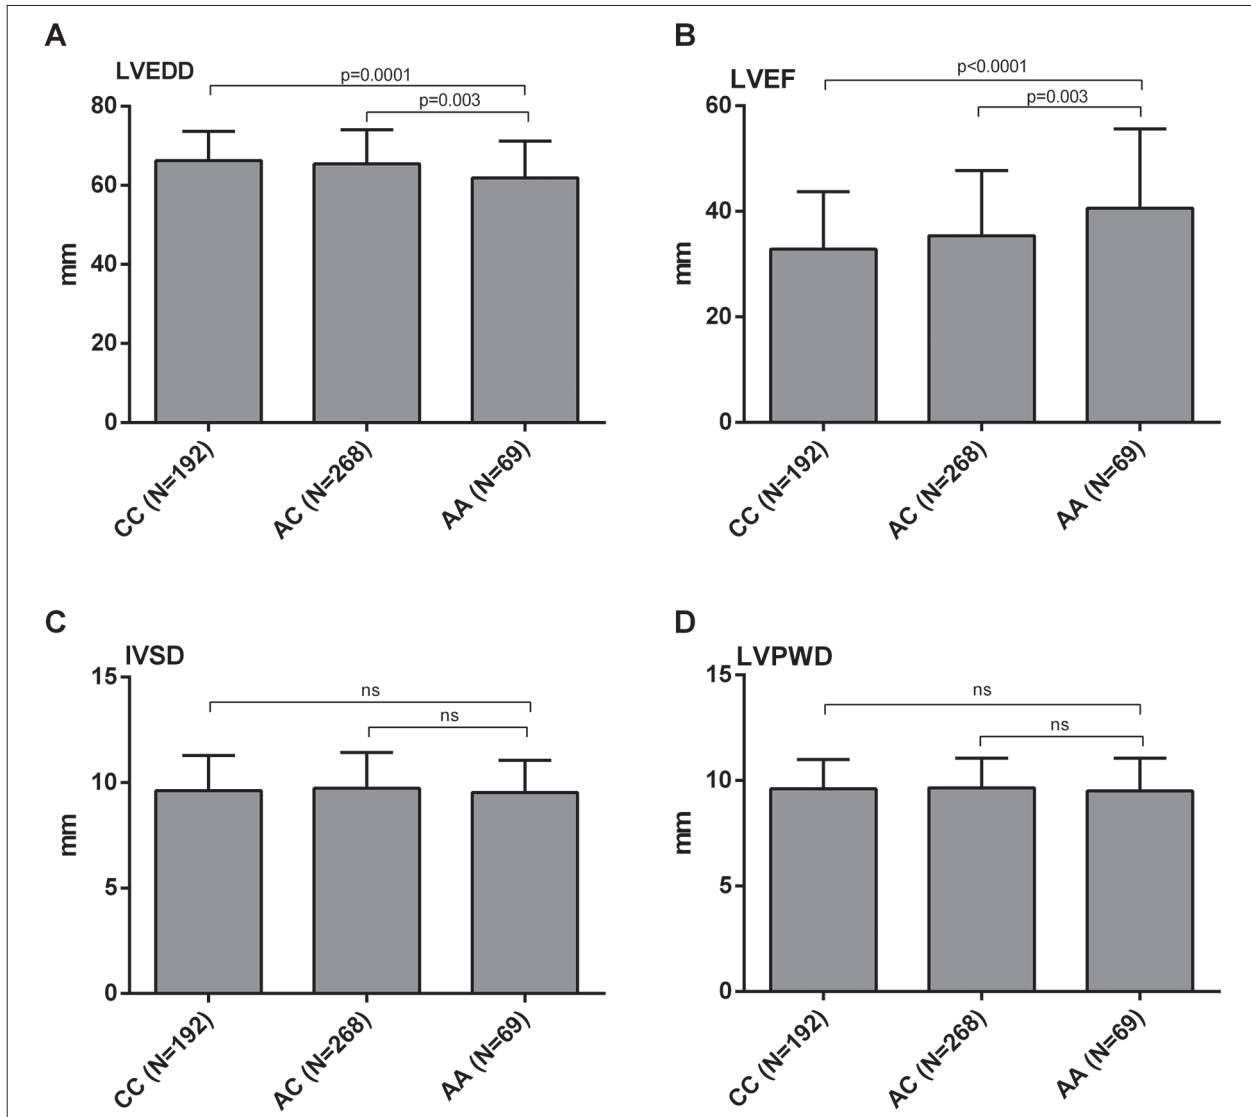 A
LVEDD
p=0.0001
p=0.003
80
60
40
20
0
mm
CC (N=192)
AC (N=268)
AA (N=69)
B
LVEF
p<0.0001
p=0.003
60
40
20
0
mm
CC (N=192)
AC (N=268)
AA (N=69)
C
IVSD
ns
ns
15
10
5
0
mm
CC (N=192)
AC (N=268)
AA (N=69)
D
LVPWD
ns
ns
15
10
5
0
mm
CC (N=192)
AC (N=268)
AA (N=69)